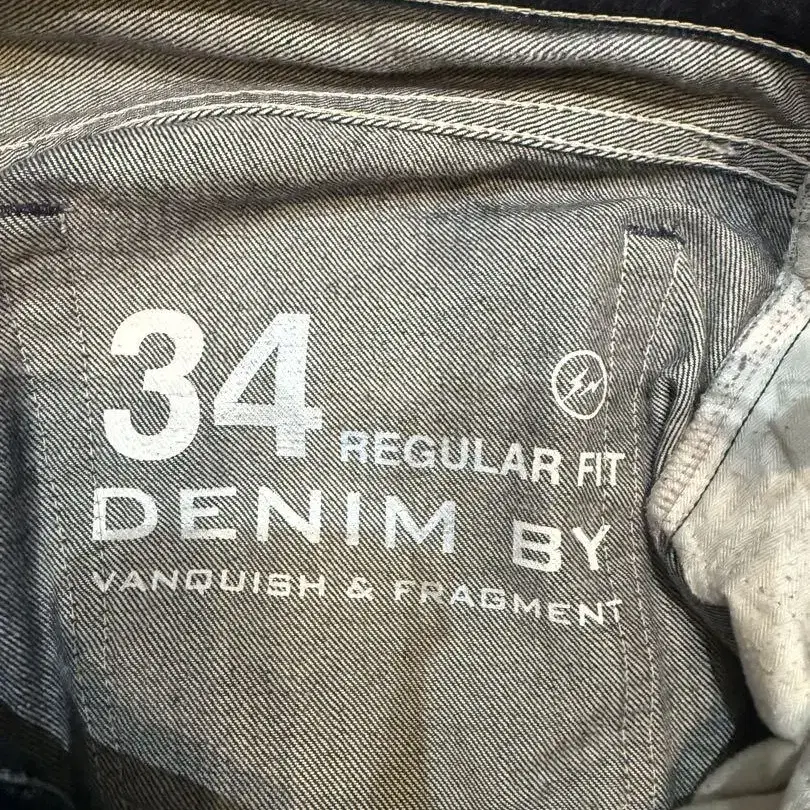 34 REGULAR FIT
DENIM BY
VANQUISH & FRAGMENT